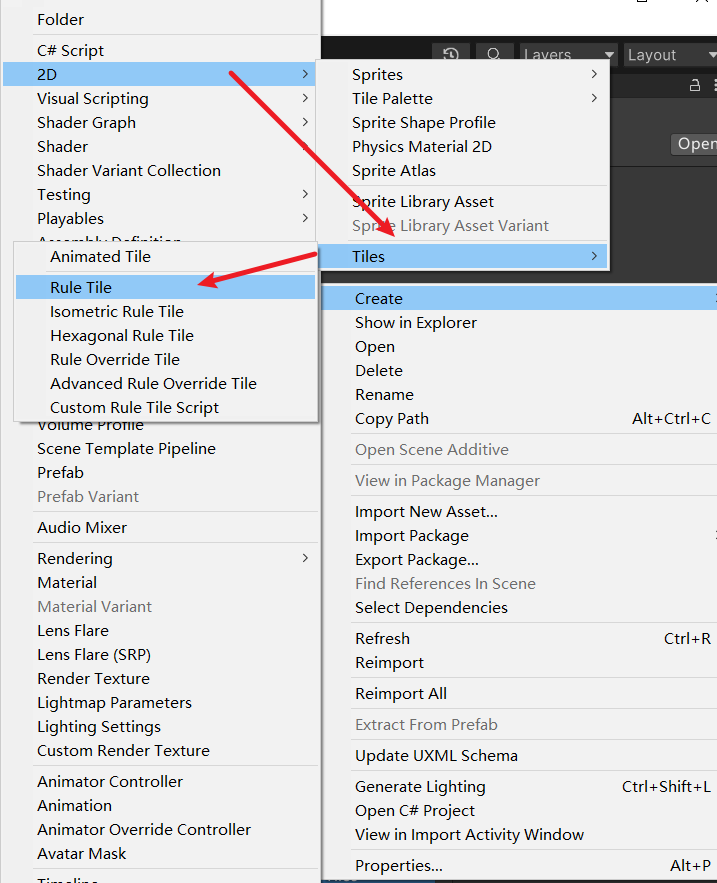 Folder
C# Script
2D
Visual Scripting
Shader Graph
Shader
Shader Variant Collection
Testing
Playables
Assembly Definition
Layers
Layout
Open
Sprites
Tile Palette
Sprite Shape Profile
Physics Material 2D
Sprite Atlas
Sprite Library Asset
Sprite Library Asset Variant
Tiles
Animated Tile
Rule Tile
Isometric Rule Tile
Hexagonal Rule Tile
Rule Override Tile
Advanced Rule Override Tile
Custom Rule Tile Script
Volume Profile
Scene Template Pipeline
Prefab
Prefab Variant
Audio Mixer
Rendering
Material
Material Variant
Lens Flare
Lens Flare (SRP)
Render Texture
Lightmap Parameters
Lighting Settings
Custom Render Texture
Animator Controller
Animation
Animator Override Controller
Avatar Mask
Timeline
Create
Show in Explorer
Open
Delete
Rename
Copy Path Alt+Ctrl+C
Open Scene Additive
View in Package Manager
Import New Asset...
Import Package
Export Package...
Find References In Scene
Select Dependencies
Refresh Ctrl+R
Reimport
Reimport All
Extract From Prefab
Update UXML Schema
Generate Lighting Ctrl+Shift+L
Open C# Project
View in Import Activity Window
Properties... Alt+P